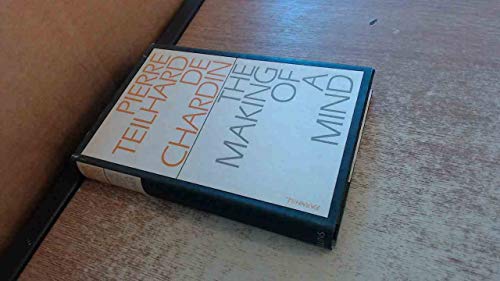 PIERRE
TEILHARD
DE
CHARDIN
THE
MAKING
OF
A
MIND